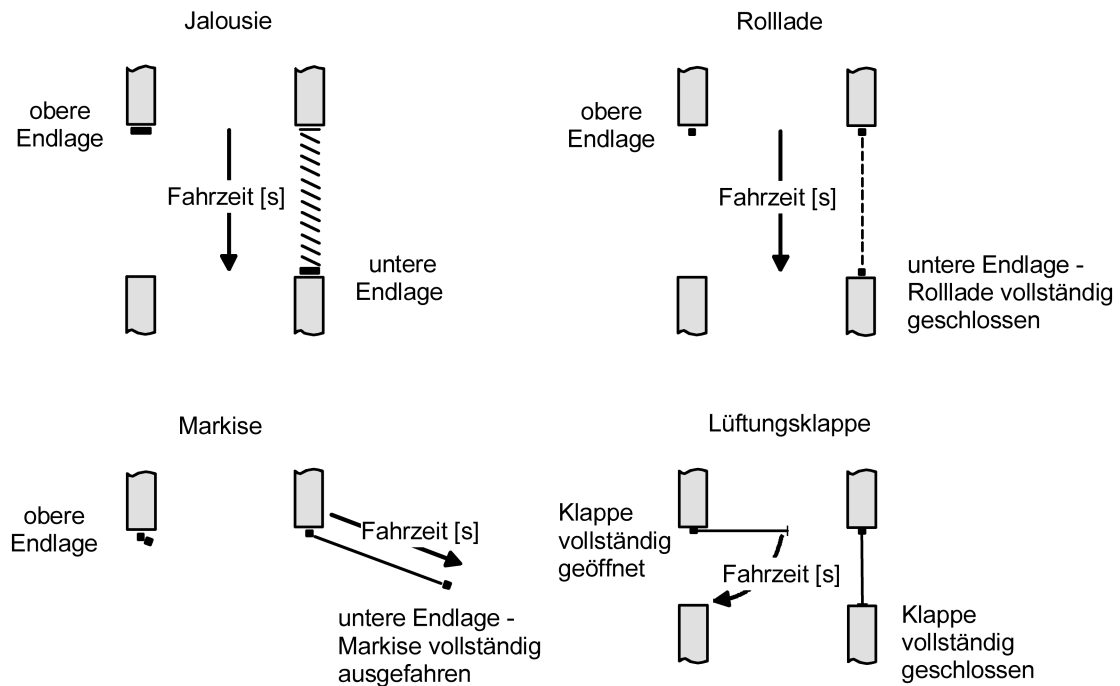 Jalousie
obere
Endlage
Fahrzeit [s]
untere
Endlage
Rolllade
obere
Endlage
Fahrzeit [s]
untere Endlage -
Rolllade vollständig
geschlossen
Markise
obere
Endlage
Fahrzeit [s]
untere Endlage -
Markise vollständig
ausgefahren
Lüftungsklappe
Klappe
vollständig
geöffnet
Fahrzeit [s]
Klappe
vollständig
geschlossen